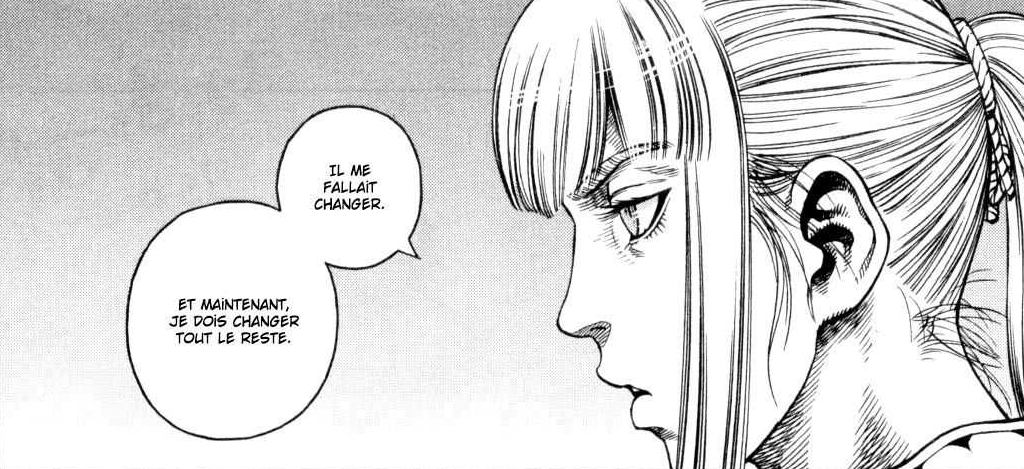 IL ME
FALLAIT
CHANGER.
ET MAINTENANT,
JE DOIS CHANGER
TOUT LE RESTE.